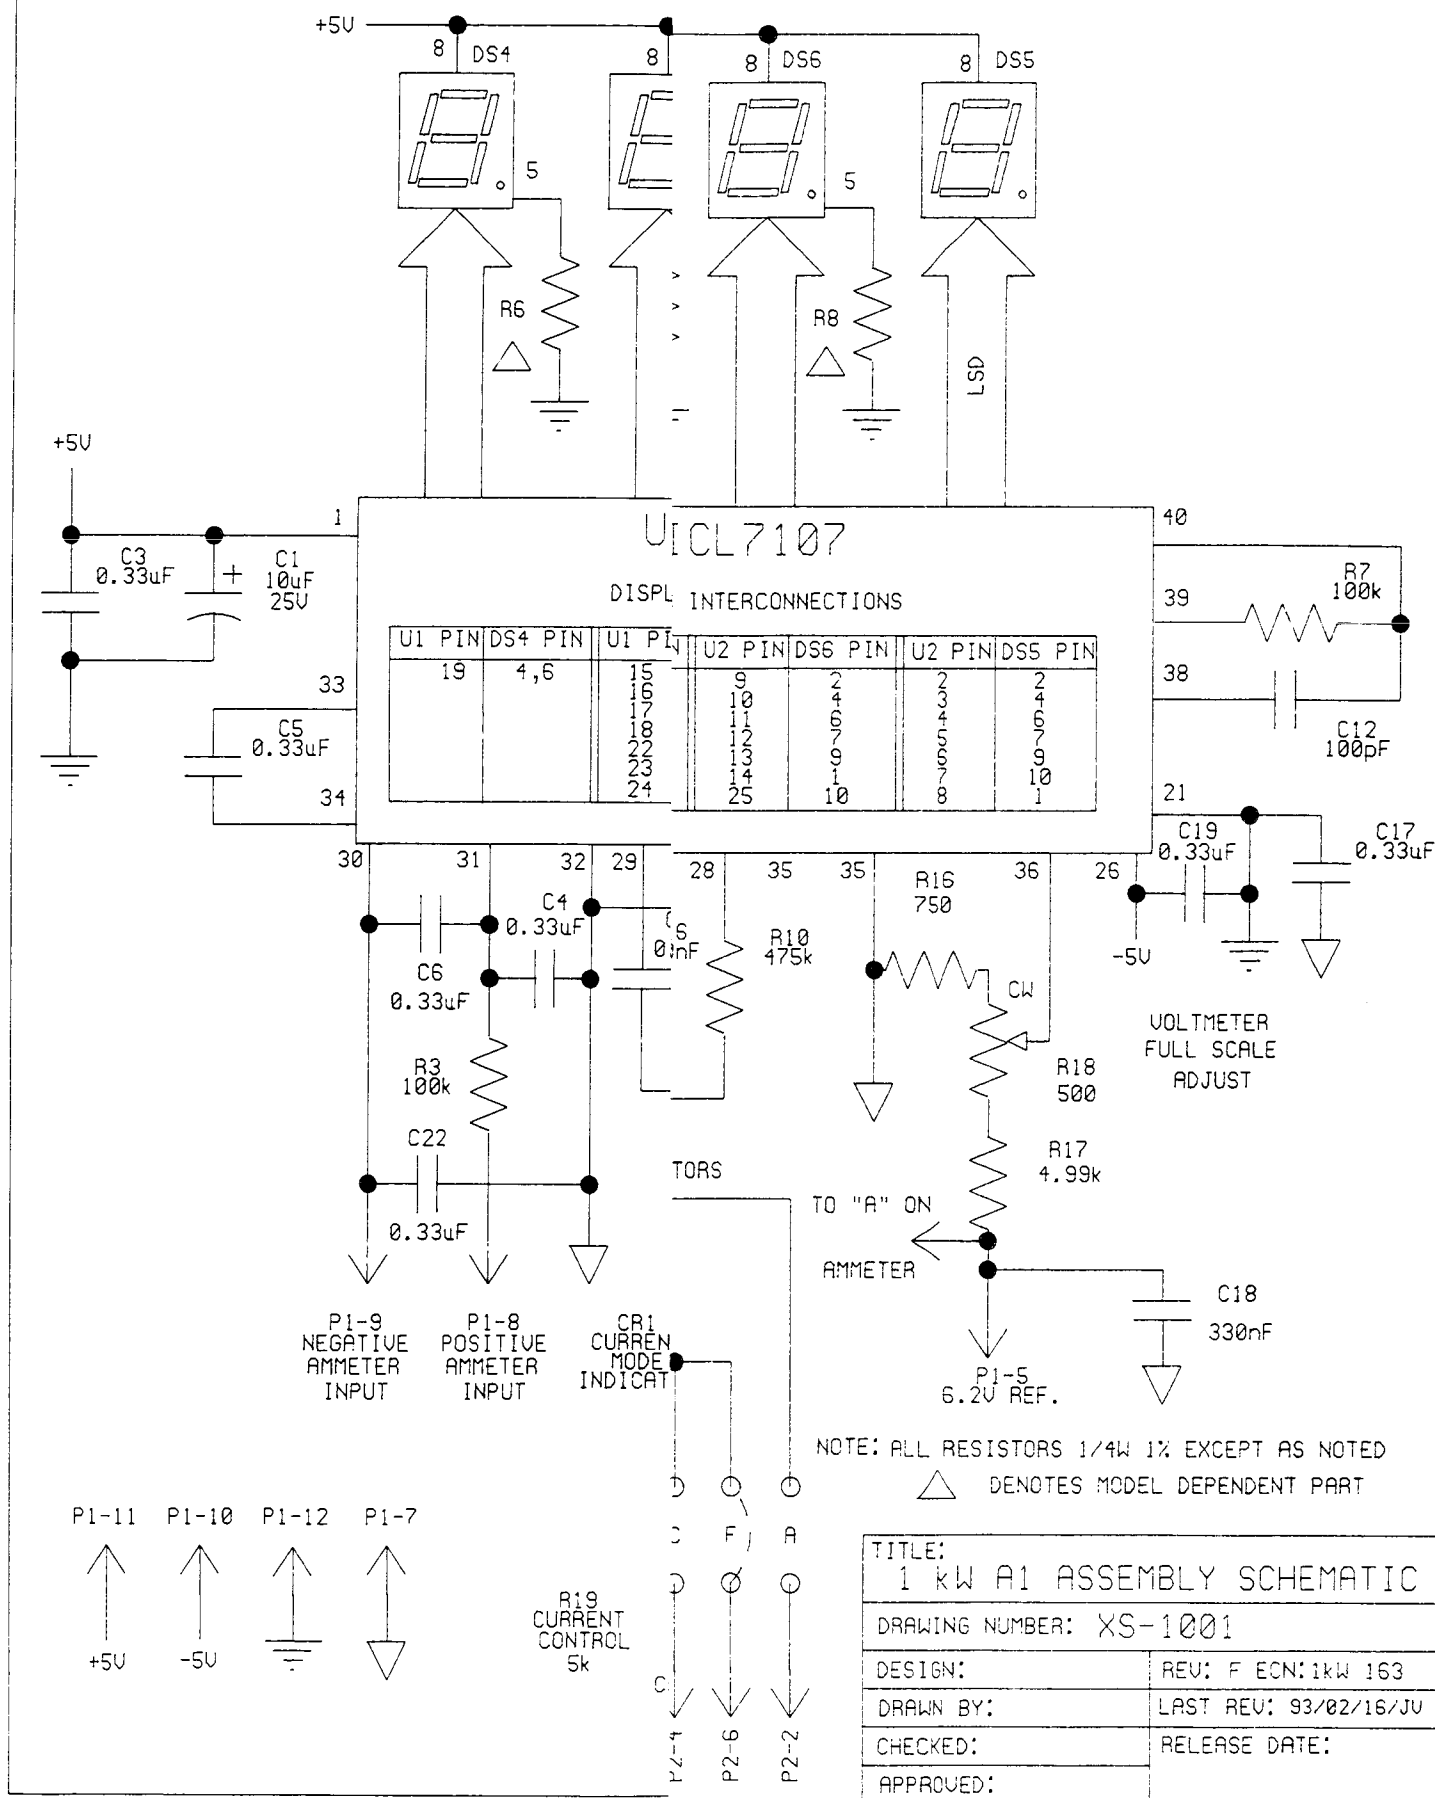 +5V
8 DS4
8
8 DS6
8 DS5
5
5
R6
R8
LSD
+5V
1
C3
0.33uF
+
C1
10uF
25V
ICL7107
40
39
R7
100k
38
C12
100pF
INTERCONNECTIONS
U1 PIN DS4 PIN U1 U2 PIN DS6 PIN U2 PIN DS5 PIN
19 4,6 15 9 2 2 2
16 10 4 3 4
17 11 6 4 6
18 12 7 5 7
22 13 9 6 9
23 14 1 7 10
24 25 10 8 1
33
C5
0.33uF
34
21
C19
0.33uF
C17
0.33uF
30 31 32 29 28 35 35 36 26
C6
0.33uF
C4
0.33uF
R10
475k
R16
750
CW
-5V
R3
100k
R18
500
VOLTMETER
FULL SCALE
ADJUST
C22
0.33uF
TORS
R17
4.99k
TO "A" ON
AMMETER
C18
330nF
P1-9
NEGATIVE
AMMETER
INPUT
P1-8
POSITIVE
AMMETER
INPUT
CR1
CURREN
MODE
INDICAT
P1-5
6.2V REF.
NOTE: ALL RESISTORS 1/4W 1% EXCEPT AS NOTED
DENOTES MODEL DEPENDENT PART
P1-11 P1-10 P1-12 P1-7
+5V -5V
F A
R19
CURRENT
CONTROL
5k
C
P2-4 P2-6 P2-2
TITLE:
1 kW A1 ASSEMBLY SCHEMATIC
DRAWING NUMBER: XS-1001
DESIGN: REV: F ECN:1kW 163
DRAWN BY: LAST REV: 93/02/16/JV
CHECKED: RELEASE DATE:
APPROVED: